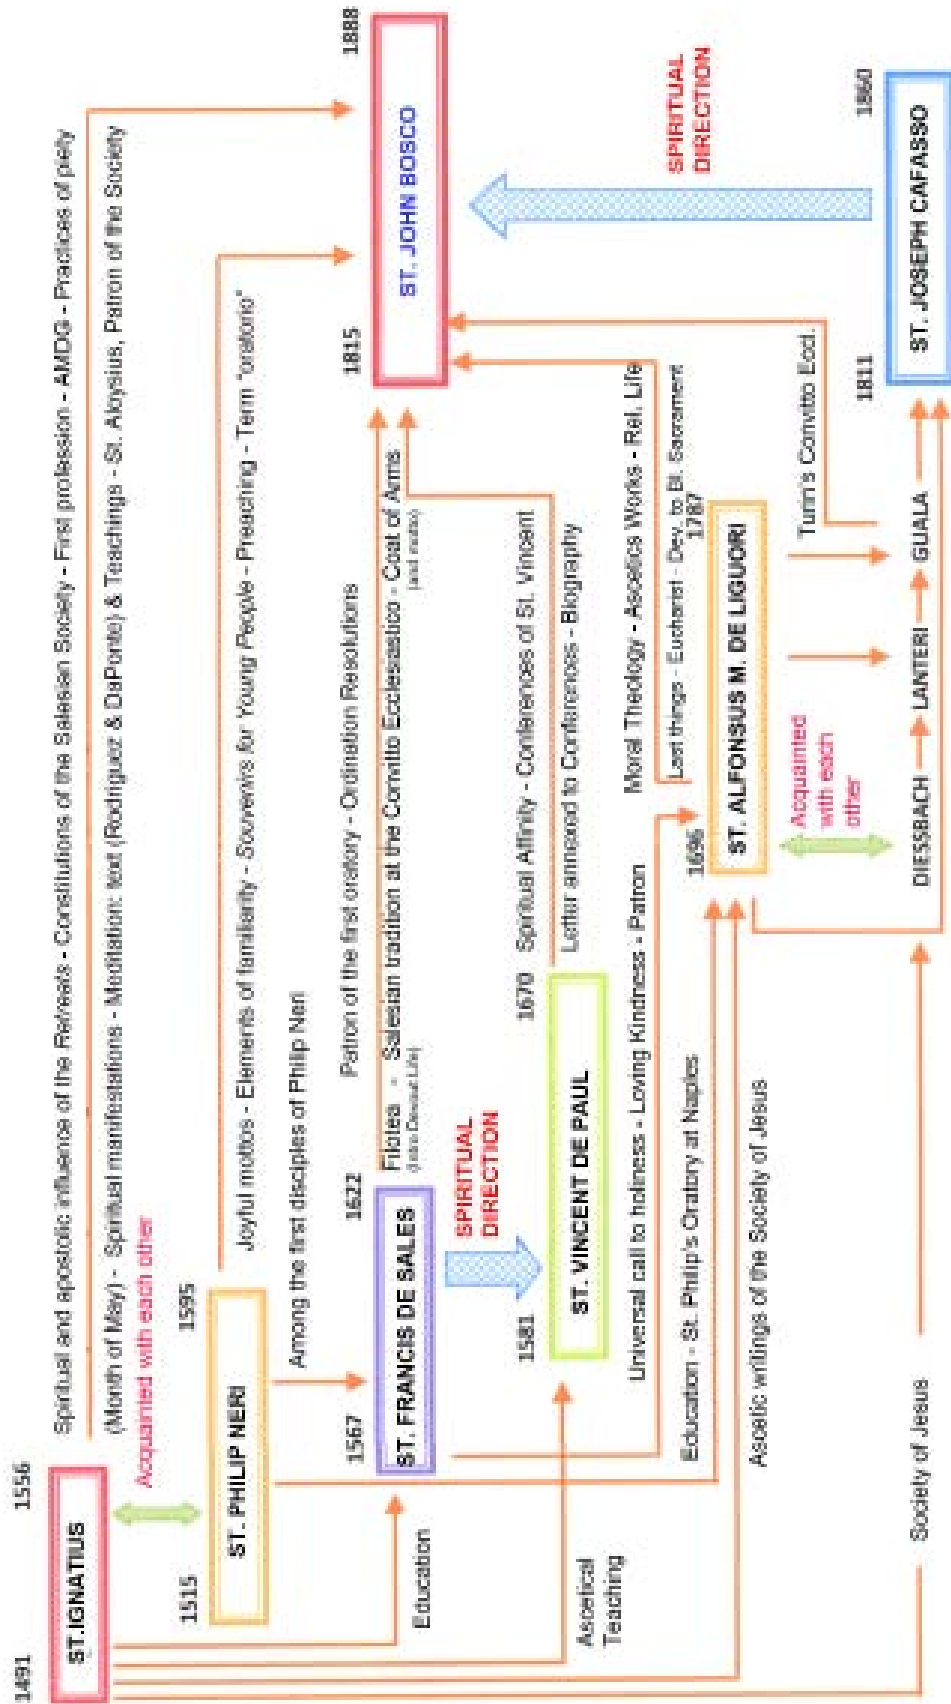 1491
1556
ST.IGNATIUS
Spiritual and apostolic influence of the Retreats - Constitutions of the Salesian Society - First profession - AMDG - Practices of piety
(Month of May) - Spiritual manifestations - Meditation: text (Rodriguez & DaPonte) & Teachings - St. Aloysius, Patron of the Society
Acquainted with each other
1515
1595
ST. PHILIP NERI
Joyful mottos - Elements of familiarity - Souvenirs for Young People - Preaching - Term "oratorio"
Among the first disciples of Philip Neri
1567
1622
ST. FRANCIS DE SALES
Education
Patron of the first oratory - Ordination Resolutions
Filotea - Salesian tradition at the Convitto Ecclesiastico - Coat of Arms
(Intro Devout Life)
(and motto)
1815
1888
ST. JOHN BOSCO
SPIRITUAL
DIRECTION
1581
1670
ST. VINCENT DE PAUL
Spiritual Affinity - Conferences of St. Vincent
Letter annexed to Conferences - Biography
Ascetical
Teaching
Universal call to holiness - Loving Kindness - Patron
Education - St. Philip's Oratory at Naples
Ascetic writings of the Society of Jesus
Moral Theology - Ascetics Works - Rel. Life
Last things - Eucharist - Dev. to Bl. Sacrament
1696
1787
ST. ALFONSUS M. DE LIGUORI
SPIRITUAL
DIRECTION
Acquainted
with each
other
Turin's Convitto Eccl.
1811
1860
ST. JOSEPH CAFASSO
Society of Jesus
DIESSBACH
LANTERI
GUALA